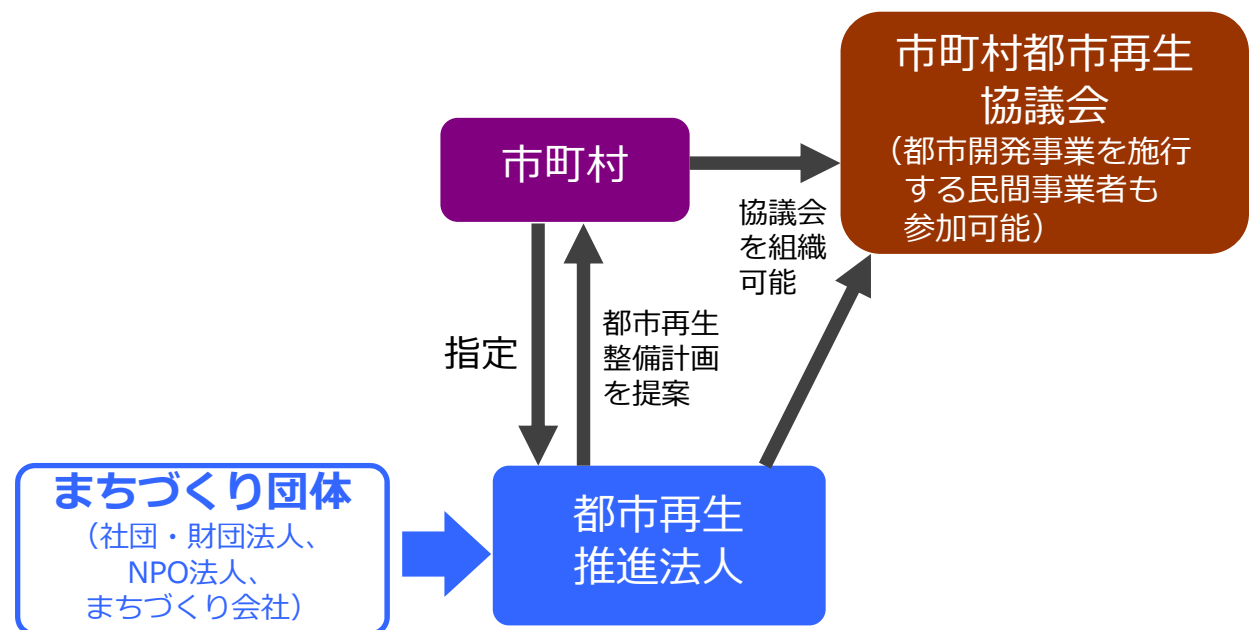 市町村都市再生
協議会
（都市開発事業を施行
する民間事業者も
参加可能）
市町村
協議会
を組織
可能
指定
都市再生
整備計画
を提案
まちづくり団体
（社団・財団法人、
NPO法人、
まちづくり会社）
都市再生
推進法人